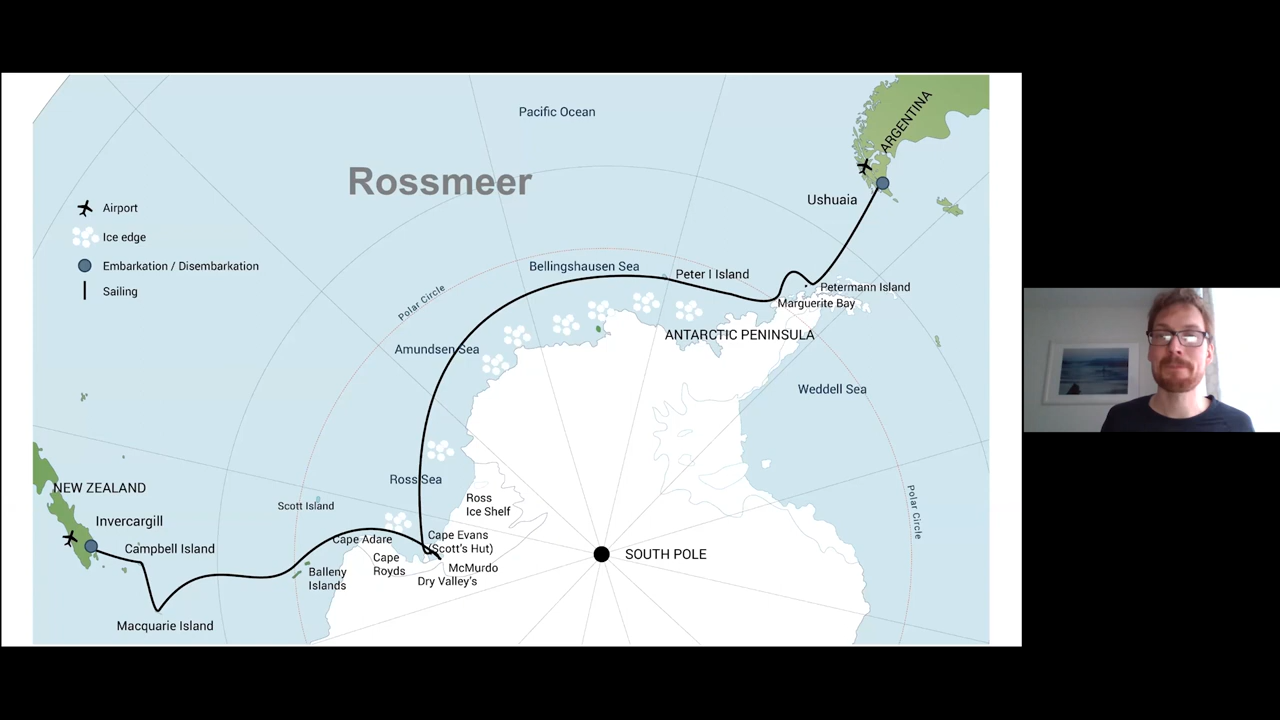 Pacific Ocean
ARGENTINA
Rossmeer
Ushuaia
Airport
Ice edge
Embarkation / Disembarkation
Sailing
Bellingshausen Sea
Peter I Island
Petermann Island
Marguerite Bay
Polar Circle
ANTARCTIC PENINSULA
Amundsen Sea
Weddell Sea
Ross Sea
NEW ZEALAND
Ross
Ice Shelf
Scott Island
Polar Circle
Invercargill
Campbell Island
Cape Adare
Cape Evans
(Scott's Hut)
SOUTH POLE
Cape
Royds
McMurdo
Balleny
Islands
Dry Valley's
Macquarie Island